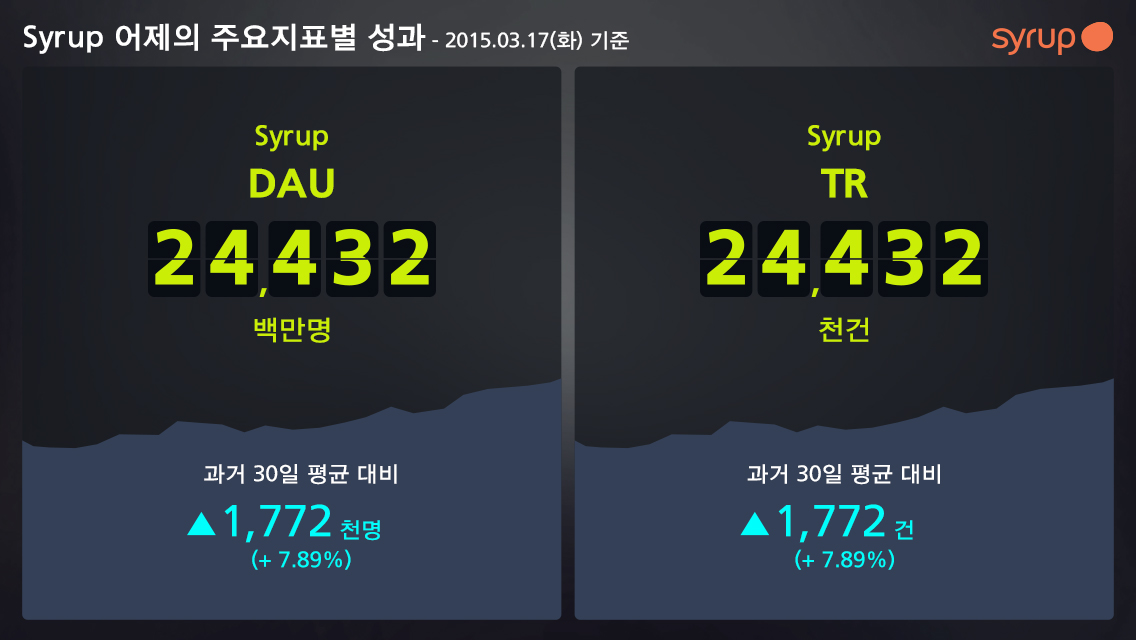 Syrup 어제의 주요지표별 성과 - 2015.03.17(화) 기준
syrup
Syrup
DAU
24,432
백만명
과거 30일 평균 대비
▲1,772 천명
(+ 7.89%)
Syrup
TR
24,432
천건
과거 30일 평균 대비
▲1,772 건
(+ 7.89%)